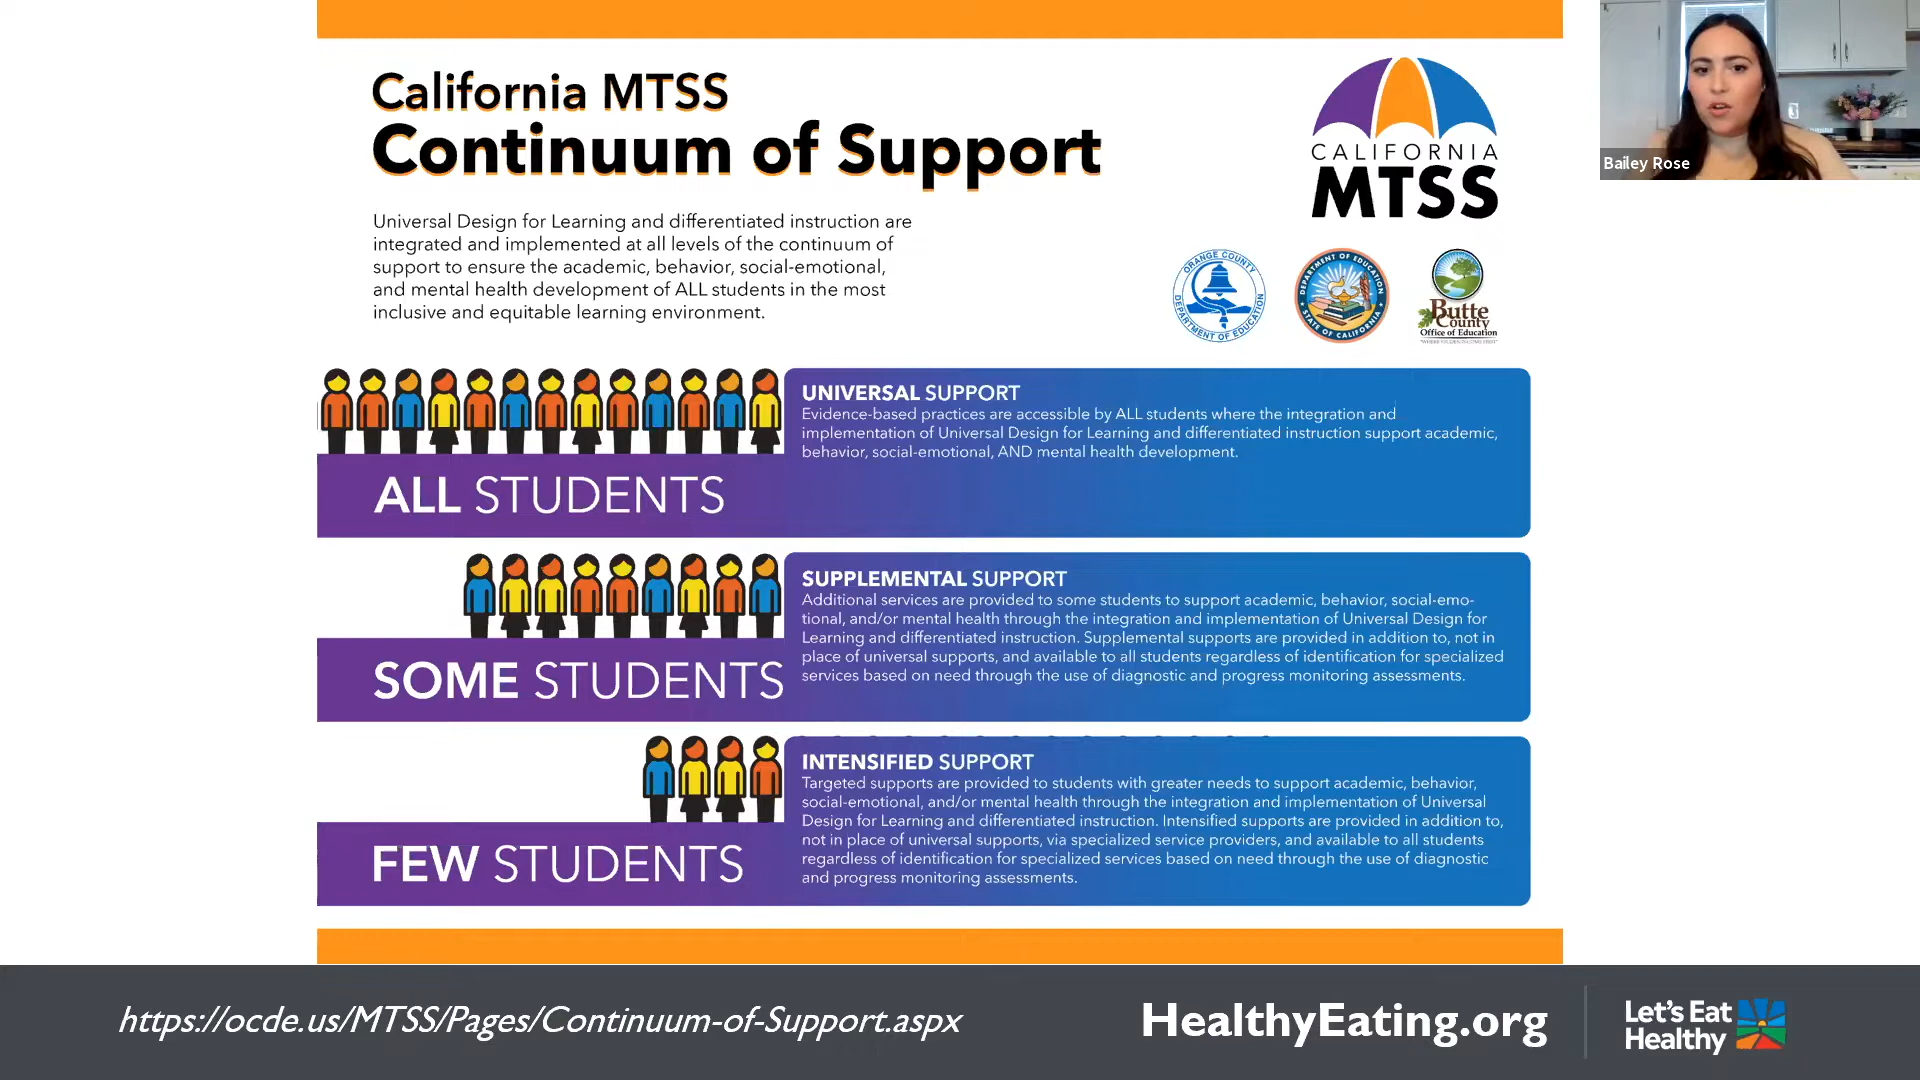 California MTSS
Continuum of Support
Universal Design for Learning and differentiated instruction are
integrated and implemented at all levels of the continuum of
support to ensure the academic, behavior, social-emotional,
and mental health development of ALL students in the most
inclusive and equitable learning environment.
CALIFORNIA
MTSS
ORANGE COUNTY
DEPARTMENT OF EDUCATION
DEPARTMENT OF EDUCATION
STATE OF CALIFORNIA
Butte
County
Office of Education
Bailey Rose
ALL STUDENTS
UNIVERSAL SUPPORT
Evidence-based practices are accessible by ALL students where the integration and
implementation of Universal Design for Learning and differentiated instruction support academic,
behavior, social-emotional, AND mental health development.
SOME STUDENTS
SUPPLEMENTAL SUPPORT
Additional services are provided to some students to support academic, behavior, social-emo-
tional, and/or mental health through the integration and implementation of Universal Design for
Learning and differentiated instruction. Supplemental supports are provided in addition to, not in
place of universal supports, and available to all students regardless of identification for specialized
services based on need through the use of diagnostic and progress monitoring assessments.
FEW STUDENTS
INTENSIFIED SUPPORT
Targeted supports are provided to students with greater needs to support academic, behavior,
social-emotional, and/or mental health through the integration and implementation of Universal
Design for Learning and differentiated instruction. Intensified supports are provided in addition to,
not in place of universal supports, via specialized service providers, and available to all students
regardless of identification for specialized services based on need through the use of diagnostic
and progress monitoring assessments.
https://ocde.us/MTSS/Pages/Continuum-of-Support.aspx
HealthyEating.org
Let's Eat
Healthy